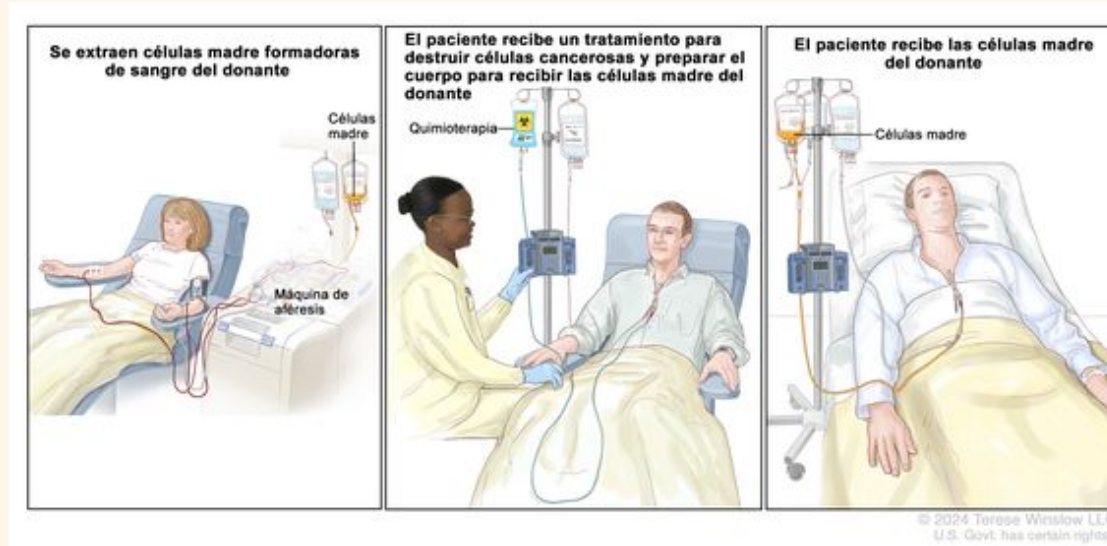 Se extraen células madre formadoras
de sangre del donante
Células
madre
Máquina de
aféresis
El paciente recibe un tratamiento para
destruir células cancerosas y preparar el
cuerpo para recibir las células madre del
donante
Quimioterapia
El paciente recibe las células madre
del donante
Células madre
© 2024 Terese Winslow LLC
U.S. Govt. has certain rights